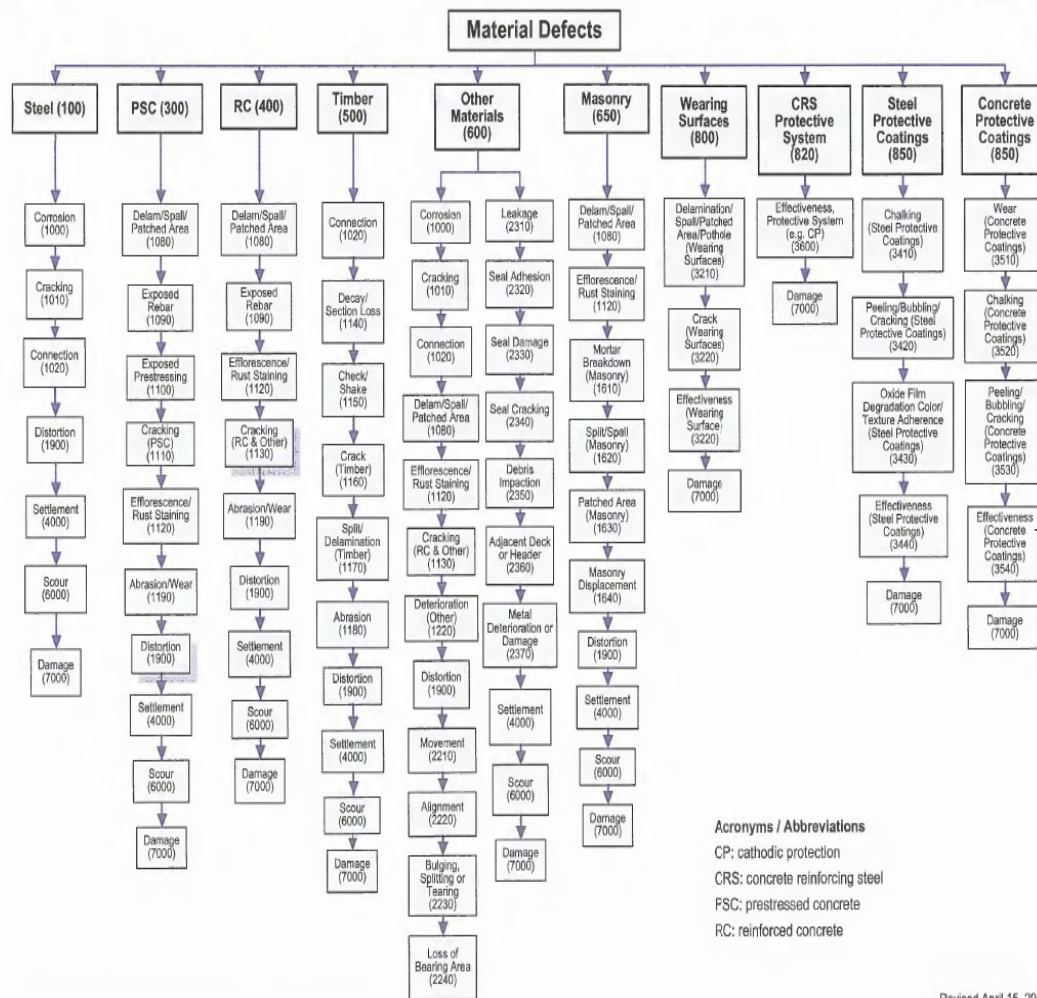 Material Defects
Steel (100)
PSC (300)
RC (400)
Timber
(500)
Other
Materials
(600)
Masonry
(650)
Wearing
Surfaces
(800)
CRS
Protective
System
(820)
Steel
Protective
Coatings
(850)
Concrete
Protective
Coatings
(850)
Corrosion
(1000)
Cracking
(1010)
Connection
(1020)
Distortion
(1900)
Settlement
(4000)
Scour
(6000)
Damage
(7000)
Delam/Spall/
Patched Area
(1080)
Exposed
Rebar
(1090)
Exposed
Prestressing
(1100)
Cracking
(PSC)
(1110)
Efflorescence/
Rust Staining
(1120)
Abrasion/Wear
(1190)
Distortion
(1900)
Settlement
(4000)
Scour
(6000)
Damage
(7000)
Delam/Spall/
Patched Area
(1080)
Exposed
Rebar
(1090)
Efflorescence/
Rust Staining
(1120)
Cracking
(RC & Other)
(1130)
Abrasion/Wear
(1190)
Distortion
(1900)
Settlement
(4000)
Scour
(6000)
Damage
(7000)
Connection
(1020)
Decay/
Section Loss
(1140)
Check/
Shake
(1150)
Crack
(Timber)
(1160)
Split/
Delamination
(Timber)
(1170)
Abrasion
(1180)
Distortion
(1900)
Settlement
(4000)
Scour
(6000)
Damage
(7000)
Corrosion
(1000)
Cracking
(1010)
Connection
(1020)
Delam/Spall/
Patched Area
(1080)
Efflorescence/
Rust Staining
(1120)
Cracking
(RC & Other)
(1130)
Deterioration
(Other)
(1220)
Distortion
(1900)
Movement
(2210)
Alignment
(2220)
Bulging,
Splitting or
Tearing
(2230)
Loss of
Bearing Area
(2240)
Leakage
(2310)
Seal Adhesion
(2320)
Seal Damage
(2330)
Seal Cracking
(2340)
Debris
Impaction
(2350)
Adjacent Deck
or Header
(2360)
Metal
Deterioration or
Damage
(2370)
Settlement
(4000)
Scour
(6000)
Damage
(7000)
Delam/Spall/
Patched Area
(1080)
Efflorescence/
Rust Staining
(1120)
Mortar
Breakdown
(Masonry)
(1610)
Split/Spall
(Masonry)
(1620)
Patched Area
(Masonry)
(1630)
Masonry
Displacement
(1640)
Distortion
(1900)
Settlement
(4000)
Scour
(6000)
Damage
(7000)
Delamination/
Spall/Patched
Area/Pothole
(Wearing
Surfaces)
(3210)
Crack
(Wearing
Surfaces)
(3220)
Effectiveness
(Wearing
Surface)
(3220)
Damage
(7000)
Effectiveness,
Protective System
(e.g. CP)
(3600)
Damage
(7000)
Chalking
(Steel Protective
Coatings)
(3410)
Peeling/Bubbling/
Cracking (Steel
Protective Coatings)
(3420)
Oxide Film
Degradation Color/
Texture Adherence
(Steel Protective
Coatings)
(3430)
Effectiveness
(Steel Protective
Coatings)
(3440)
Damage
(7000)
Wear
(Concrete
Protective
Coatings)
(3510)
Chalking
(Concrete
Protective
Coatings)
(3520)
Peeling/
Bubbling/
Cracking
(Concrete
Protective
Coatings)
(3530)
Effectiveness
(Concrete
Protective
Coatings)
(3540)
Damage
(7000)
Acronyms / Abbreviations
CP: cathodic protection
CRS: concrete reinforcing steel
PSC: prestressed concrete
RC: reinforced concrete
Revised April 15, 20